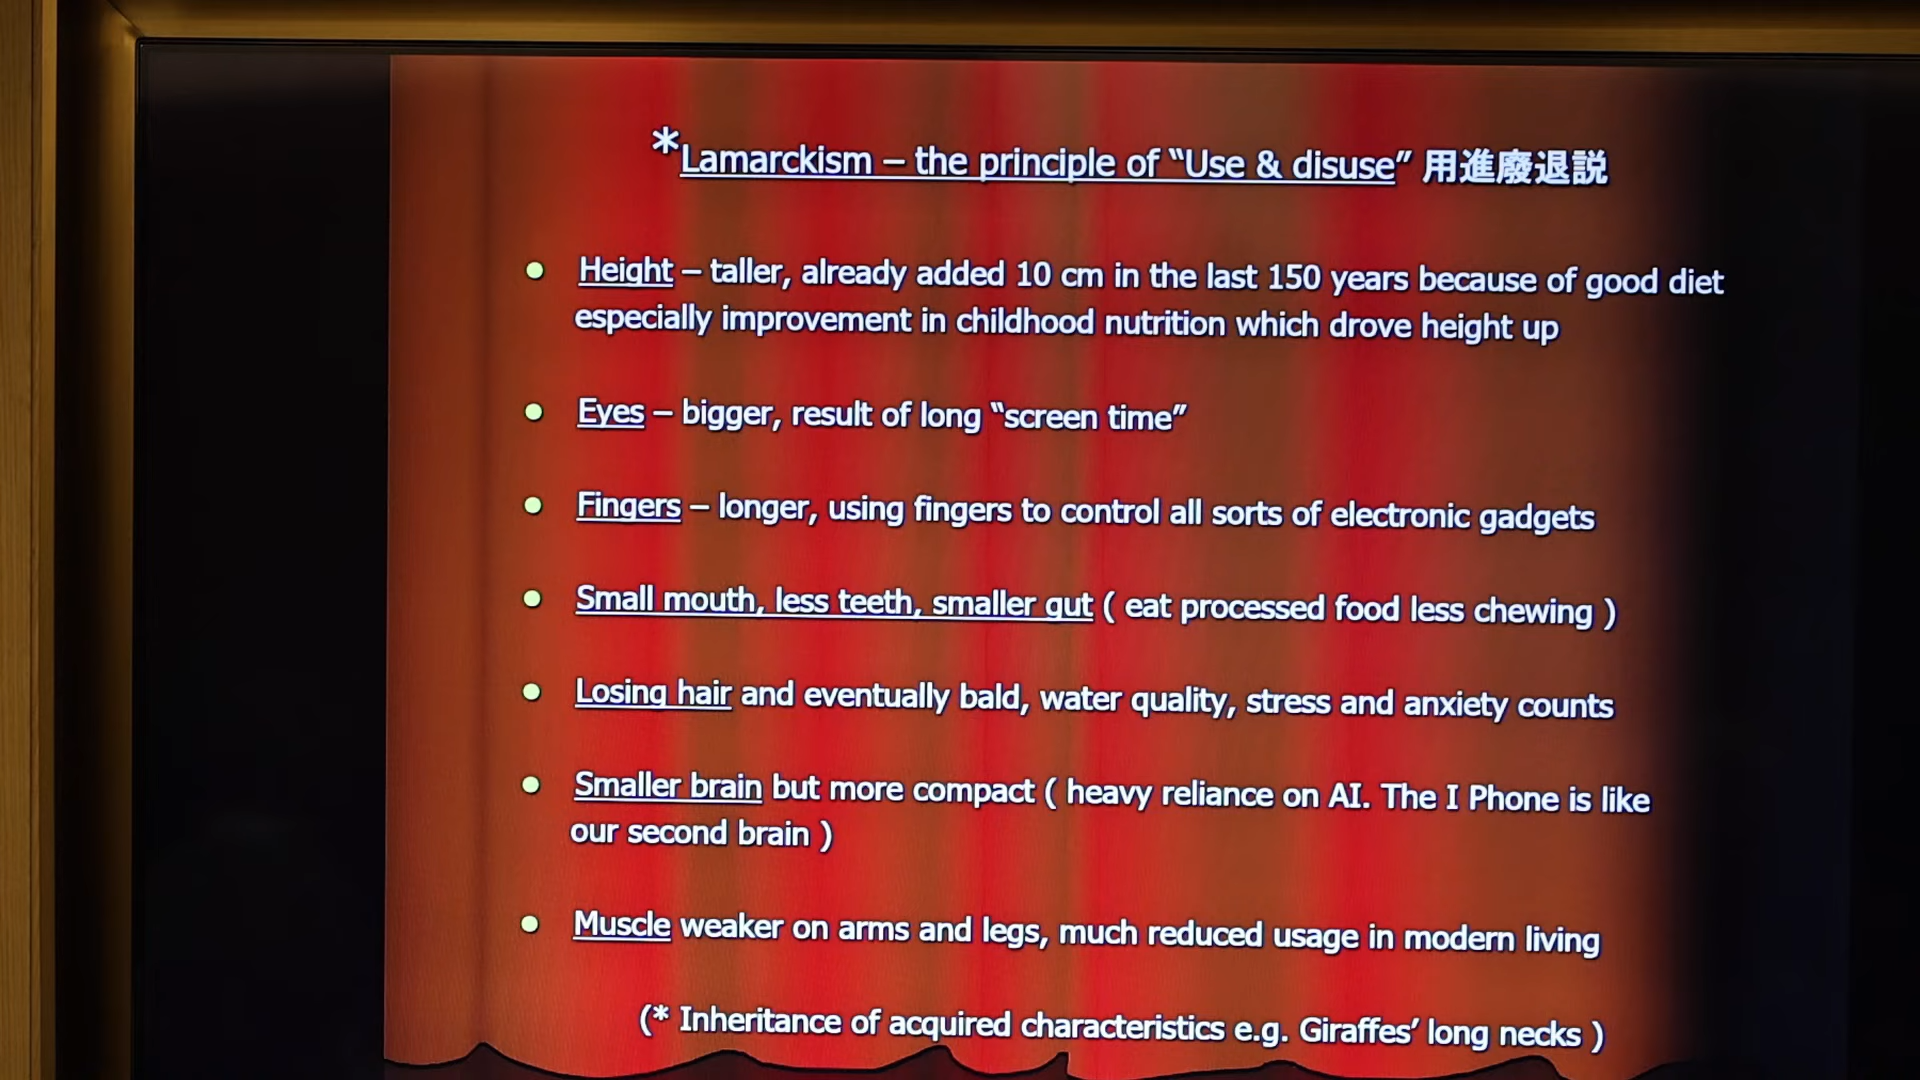 *Lamarckism – the principle of “Use & disuse” 用進廢退説
Height – taller, already added 10 cm in the last 150 years because of good diet
especially improvement in childhood nutrition which drove height up
Eyes – bigger, result of long “screen time”
Fingers – longer, using fingers to control all sorts of electronic gadgets
Small mouth, less teeth, smaller gut ( eat processed food less chewing )
Losing hair and eventually bald, water quality, stress and anxiety counts
Smaller brain but more compact ( heavy reliance on AI. The I Phone is like
our second brain )
Muscle weaker on arms and legs, much reduced usage in modern living
(* Inheritance of acquired characteristics e.g. Giraffes’ long necks )